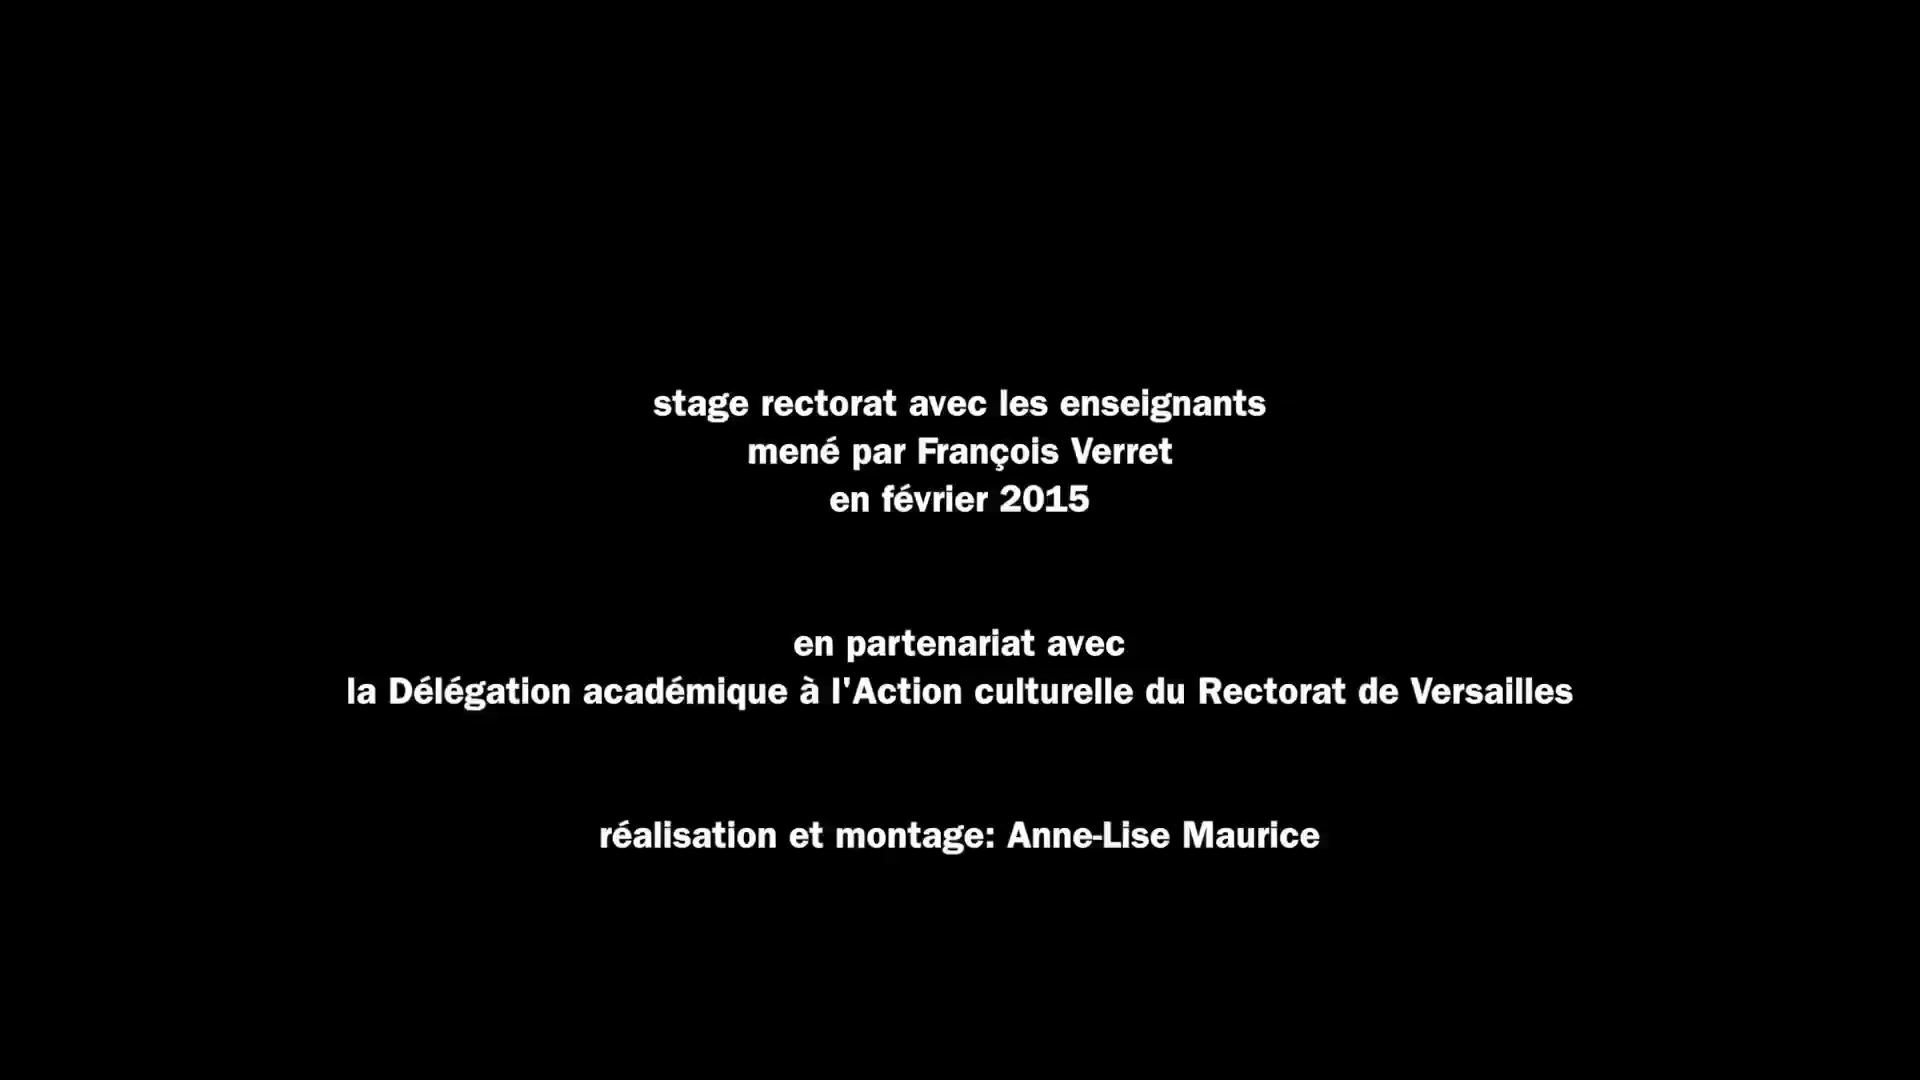 stage rectorat avec les enseignants
mené par François Verret
en février 2015
en partenariat avec
la Délégation académique à l'Action culturelle du Rectorat de Versailles
réalisation et montage: Anne-Lise Maurice